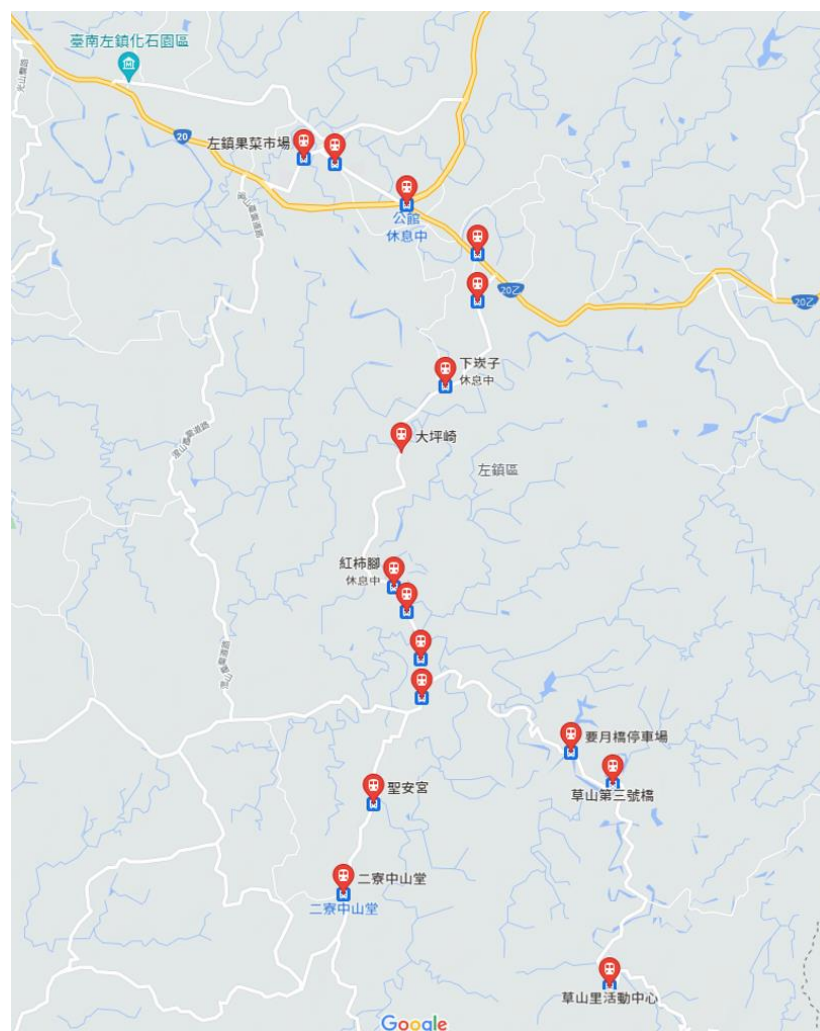 臺南左鎮化石園區
20
左鎮果菜市場
公館
休息中
20乙
20乙
下崁子
休息中
大坪崎
左鎮區
紅柿腳
休息中
要月橋停車場
聖安宮
草山第三號橋
二寮中山堂
二寮中山堂
草山里活動中心
Google